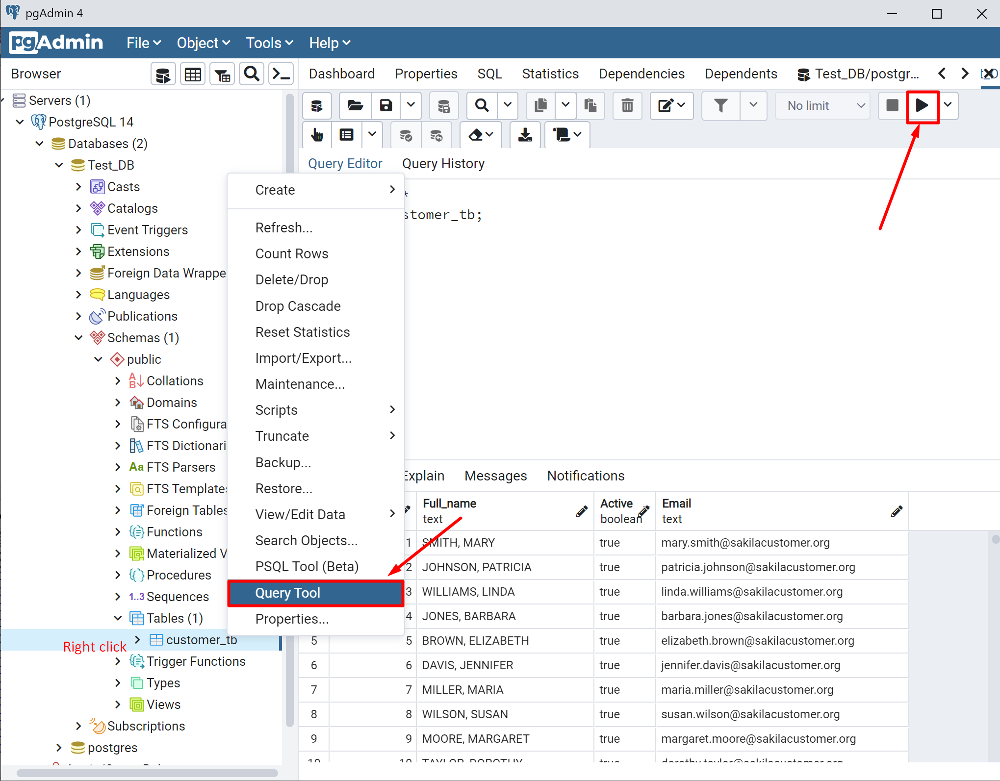 pgAdmin 4
pgAdmin File Object Tools Help
Browser
Dashboard Properties SQL Statistics Dependencies Dependents Test_DB/postgr...
No limit
Query Editor Query History
*
stomer_tb;
Servers (1)
PostgreSQL 14
Databases (2)
Test_DB
Casts
Catalogs
Event Triggers
Extensions
Foreign Data Wrappe
Languages
Publications
Schemas (1)
public
Collations
Domains
FTS Configura
FTS Dictionari
Aa FTS Parsers
FTS Templates
Foreign Tables
Functions
Materialized V
Procedures
1..3 Sequences
Tables (1)
Right click customer_tb
Trigger Functions
Types
Views
Subscriptions
postgres
Create
Refresh...
Count Rows
Delete/Drop
Drop Cascade
Reset Statistics
Import/Export...
Maintenance...
Scripts
Truncate
Backup...
Restore...
View/Edit Data
Search Objects...
PSQL Tool (Beta)
Query Tool
Properties...
Explain Messages Notifications
Full_name Active Email
text boolean text
1 SMITH, MARY true mary.smith@sakilacustomer.org
2 JOHNSON, PATRICIA true patricia.johnson@sakilacustomer.org
3 WILLIAMS, LINDA true linda.williams@sakilacustomer.org
4 JONES, BARBARA true barbara.jones@sakilacustomer.org
5 5 BROWN, ELIZABETH true elizabeth.brown@sakilacustomer.org
6 6 DAVIS, JENNIFER true jennifer.davis@sakilacustomer.org
7 7 MILLER, MARIA true maria.miller@sakilacustomer.org
8 8 WILSON, SUSAN true susan.wilson@sakilacustomer.org
9 9 MOORE, MARGARET true margaret.moore@sakilacustomer.org
10 10 TAYLOR, DOROTHY true dorothy.taylor@sakilacustomer.org